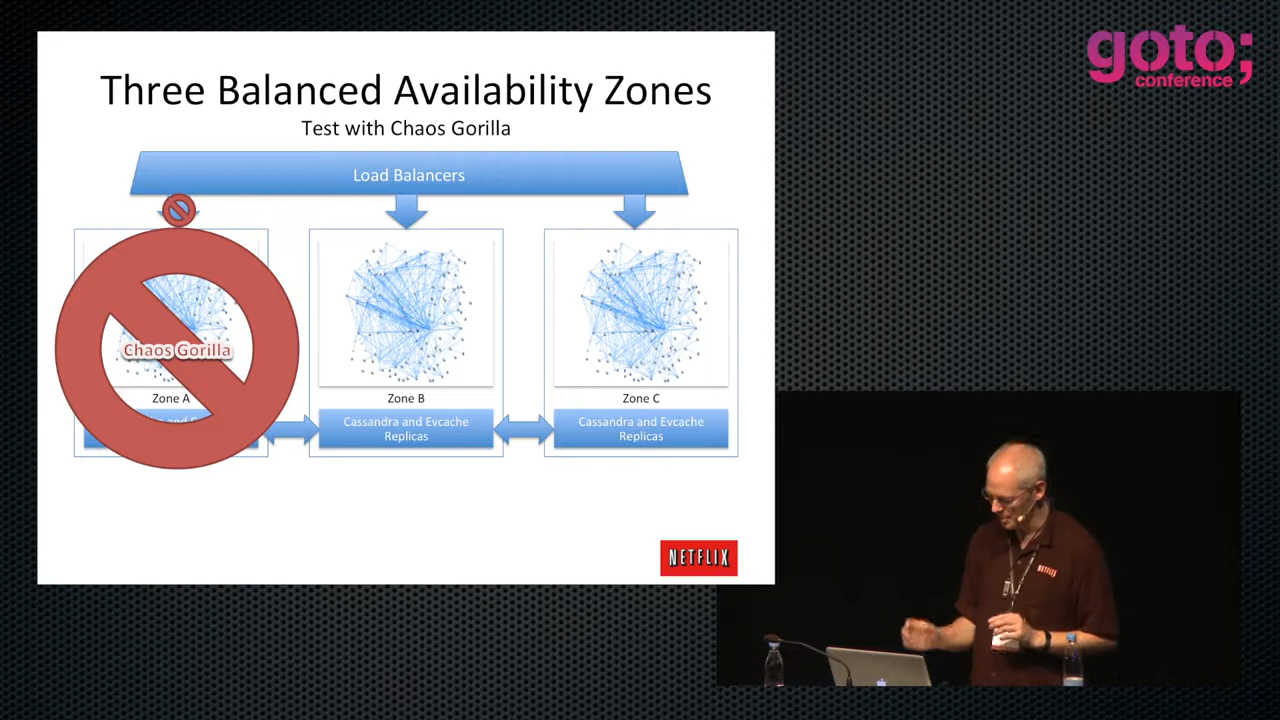 goto;
conference
Three Balanced Availability Zones
Test with Chaos Gorilla
Load Balancers
Chaos Gorilla
Zone A
Zone B
Zone C
Cassandra and Evcache
Replicas
Cassandra and Evcache
Replicas
NETFLIX
NETFLIX